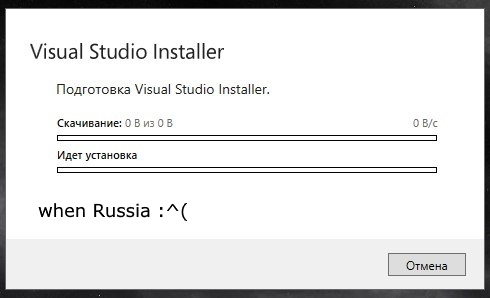 Visual Studio Installer
Подготовка Visual Studio Installer.
Скачивание: 0 В из 0 В 0 В/с
Идет установка
when Russia :^(
Отмена